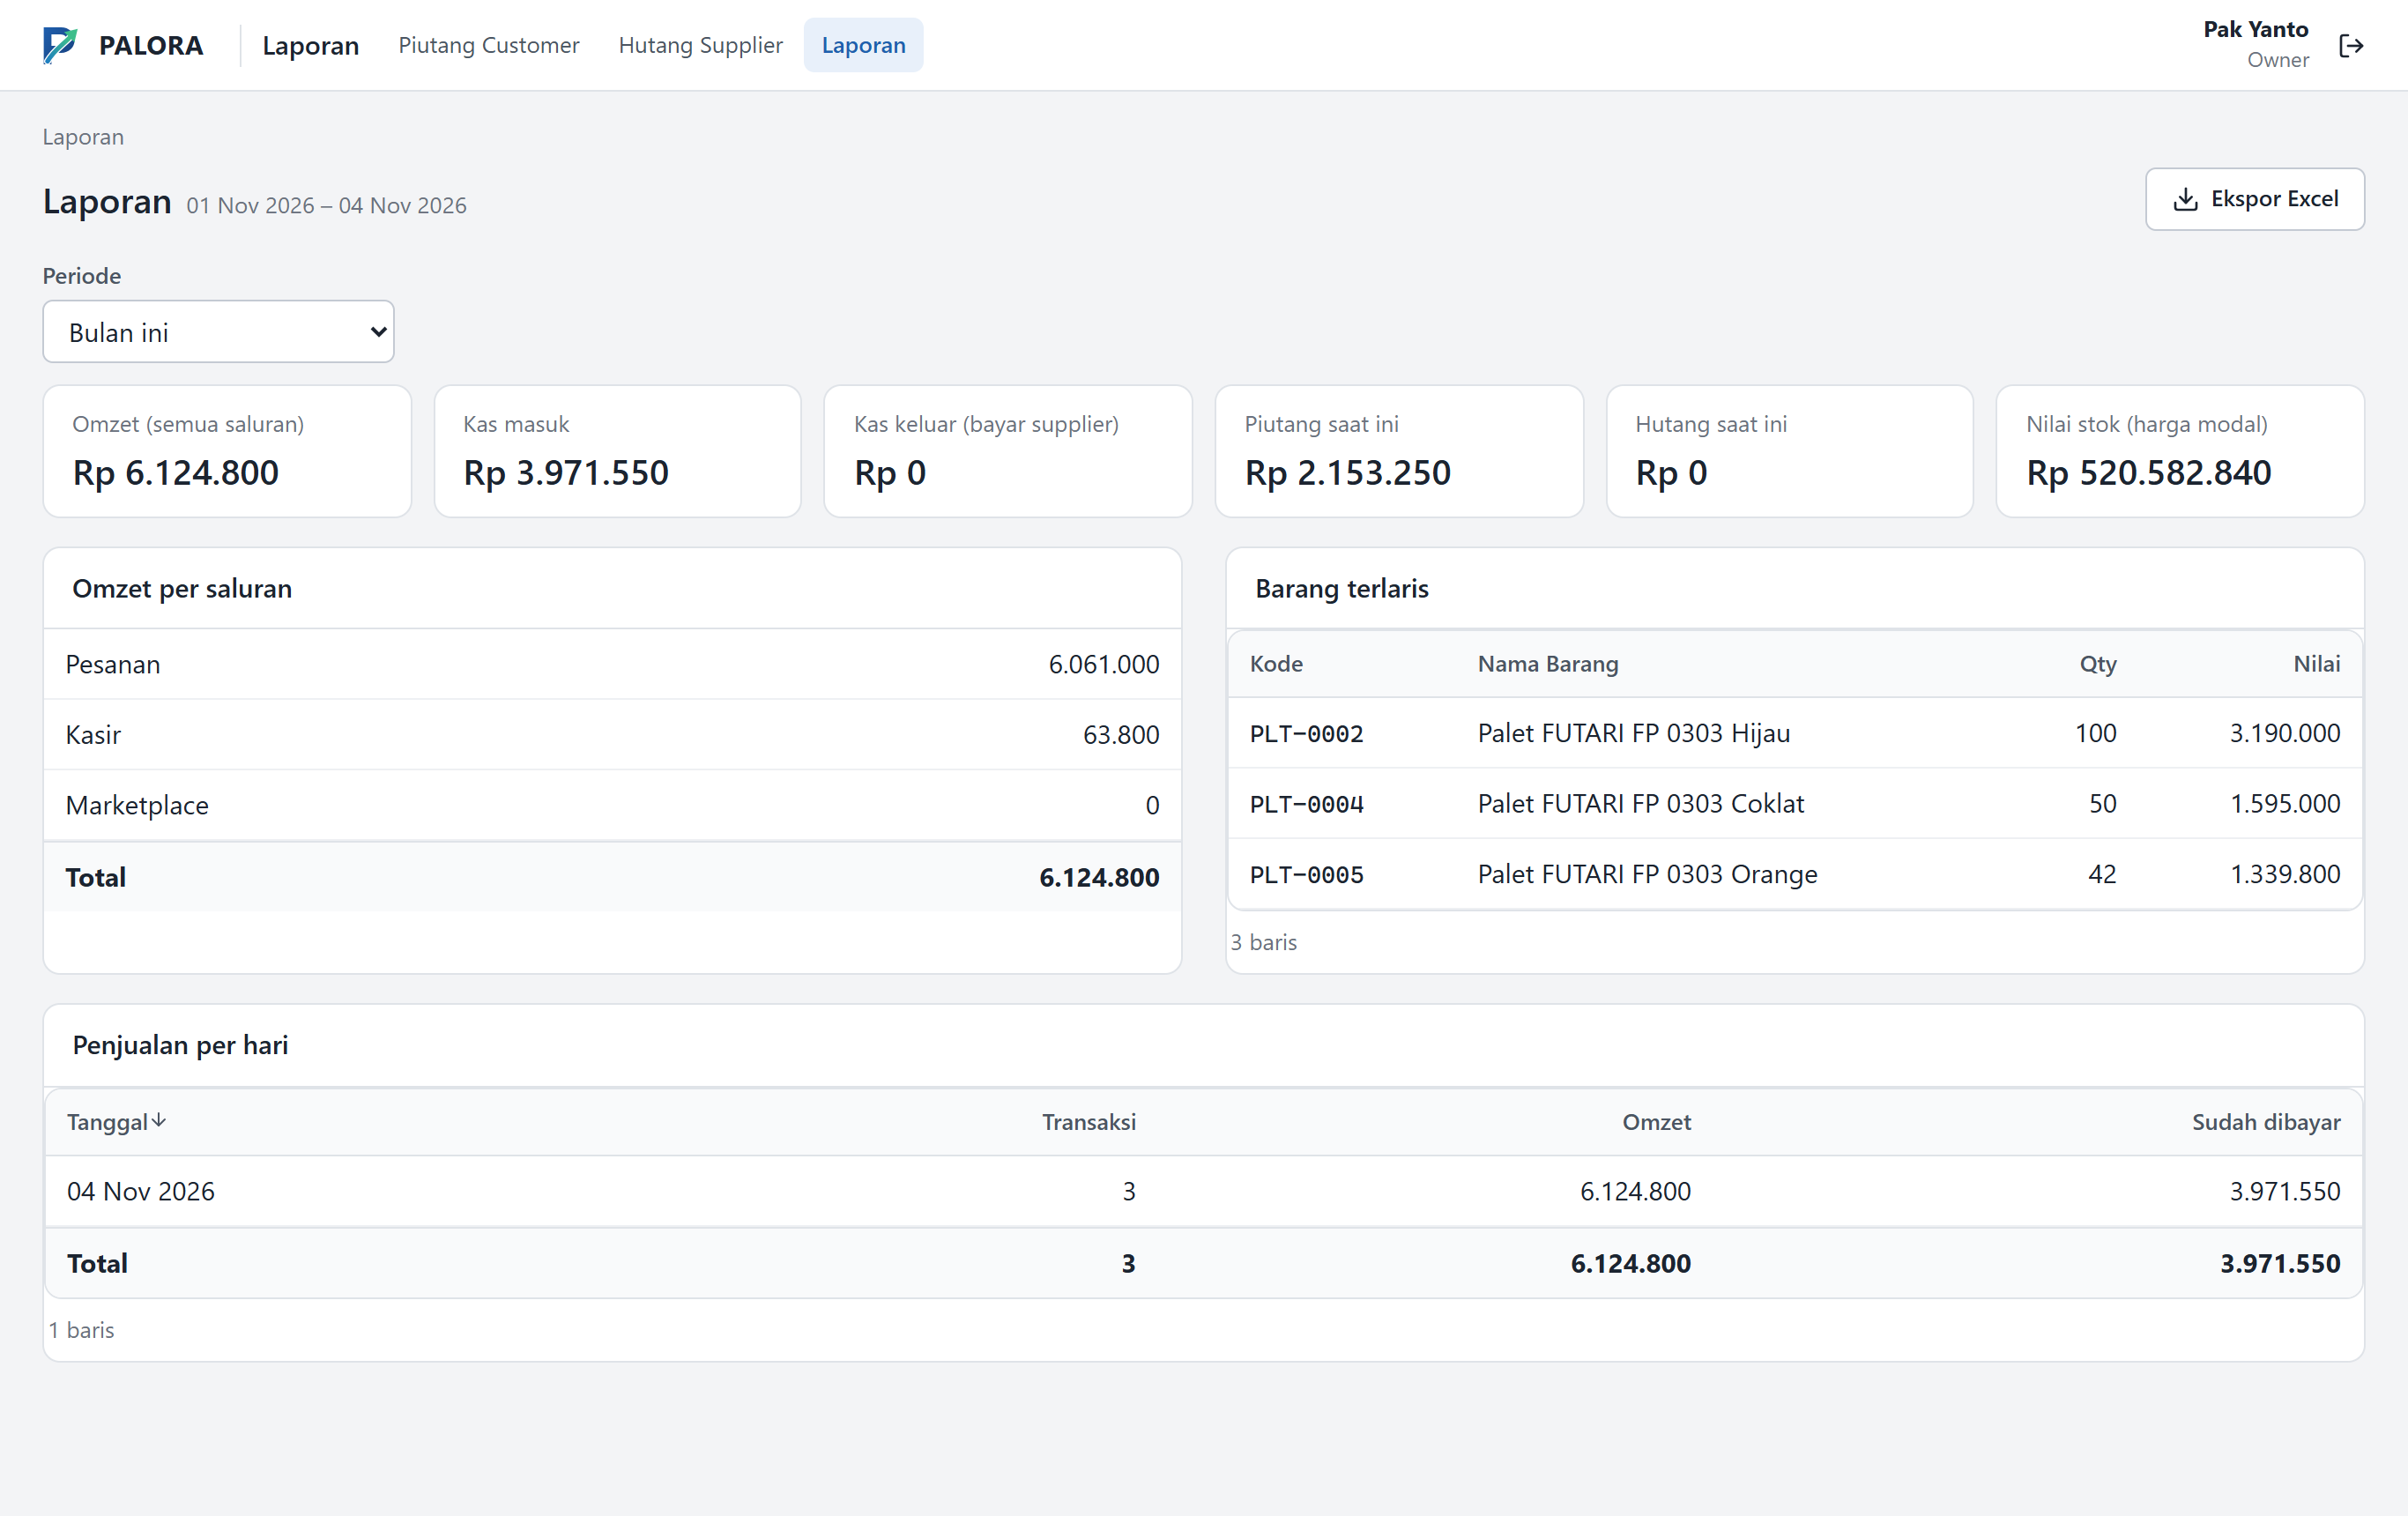 PALORA Laporan Piutang Customer Hutang Supplier Laporan Pak Yanto
Owner
Laporan
Laporan 01 Nov 2026 – 04 Nov 2026 Ekspor Excel
Periode
Bulan ini
Omzet (semua saluran)
Rp 6.124.800
Kas masuk
Rp 3.971.550
Kas keluar (bayar supplier)
Rp 0
Piutang saat ini
Rp 2.153.250
Hutang saat ini
Rp 0
Nilai stok (harga modal)
Rp 520.582.840
Omzet per saluran
Pesanan 6.061.000
Kasir 63.800
Marketplace 0
Total 6.124.800
Barang terlaris
Kode Nama Barang Qty Nilai
PLT-0002 Palet FUTARI FP 0303 Hijau 100 3.190.000
PLT-0004 Palet FUTARI FP 0303 Coklat 50 1.595.000
PLT-0005 Palet FUTARI FP 0303 Orange 42 1.339.800
3 baris
Penjualan per hari
Tanggal↓ Transaksi Omzet Sudah dibayar
04 Nov 2026 3 6.124.800 3.971.550
Total 3 6.124.800 3.971.550
1 baris